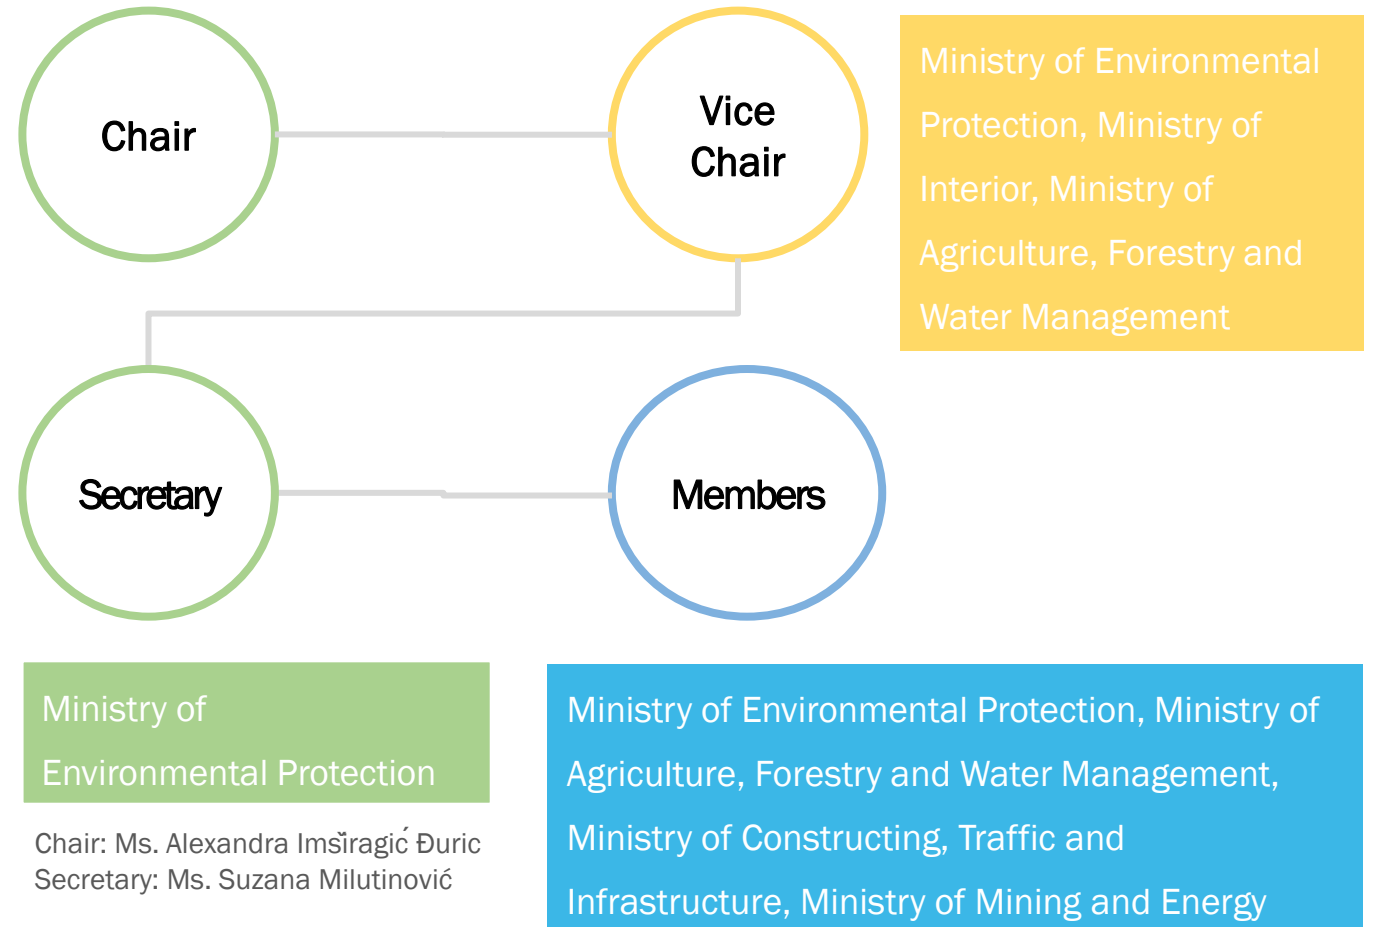 Chair
Vice
Chair
Ministry of Environmental
Protection, Ministry of
Interior, Ministry of
Agriculture, Forestry and
Water Management
Secretary
Members
Ministry of
Environmental Protection
Chair: Ms. Alexandra Imširagić Đuric
Secretary: Ms. Suzana Milutinović
Ministry of Environmental Protection, Ministry of
Agriculture, Forestry and Water Management,
Ministry of Constructing, Traffic and
Infrastructure, Ministry of Mining and Energy